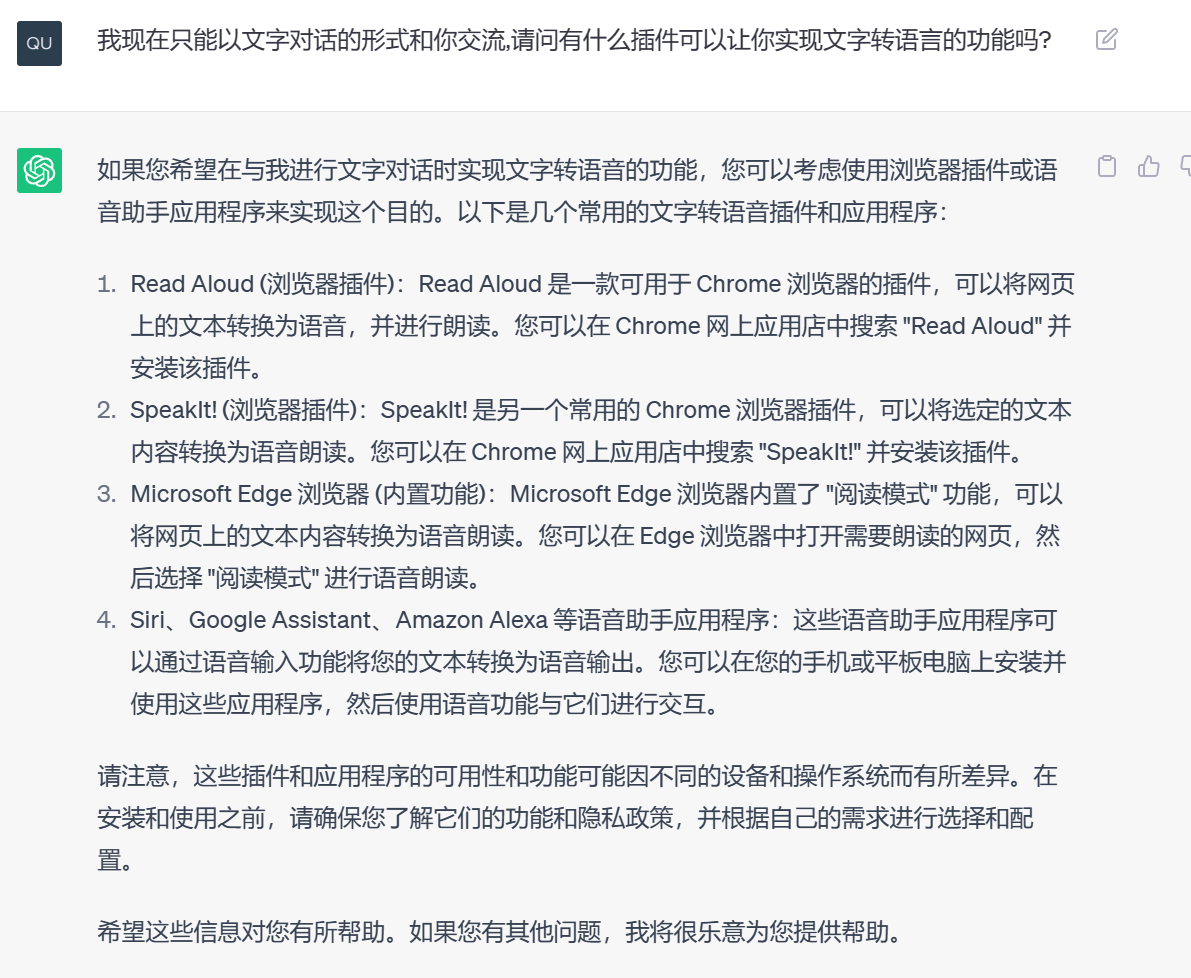 QU
我现在只能以文字对话的形式和你交流,请问有什么插件可以让你实现文字转语言的功能吗?
如果您希望在与我进行文字对话时实现文字转语音的功能，您可以考虑使用浏览器插件或语
音助手应用程序来实现这个目的。以下是几个常用的文字转语音插件和应用程序：
1. Read Aloud (浏览器插件)：Read Aloud 是一款可用于 Chrome 浏览器的插件，可以将网页
上的文本转换为语音，并进行朗读。您可以在 Chrome 网上应用店中搜索 "Read Aloud" 并
安装该插件。
2. SpeakIt! (浏览器插件)：SpeakIt! 是另一个常用的 Chrome 浏览器插件，可以将选定的文本
内容转换为语音朗读。您可以在 Chrome 网上应用店中搜索 "SpeakIt!" 并安装该插件。
3. Microsoft Edge 浏览器 (内置功能)：Microsoft Edge 浏览器内置了 "阅读模式" 功能，可以
将网页上的文本内容转换为语音朗读。您可以在 Edge 浏览器中打开需要朗读的网页，然
后选择 "阅读模式" 进行语音朗读。
4. Siri、Google Assistant、Amazon Alexa 等语音助手应用程序：这些语音助手应用程序可
以通过语音输入功能将您的文本转换为语音输出。您可以在您的手机或平板电脑上安装并
使用这些应用程序，然后使用语音功能与它们进行交互。
请注意，这些插件和应用程序的可用性和功能可能因不同的设备和操作系统而有所差异。在
安装和使用之前，请确保您了解它们的功能和隐私政策，并根据自己的需求进行选择和配
置。
希望这些信息对您有所帮助。如果您有其他问题，我将很乐意为您提供帮助。